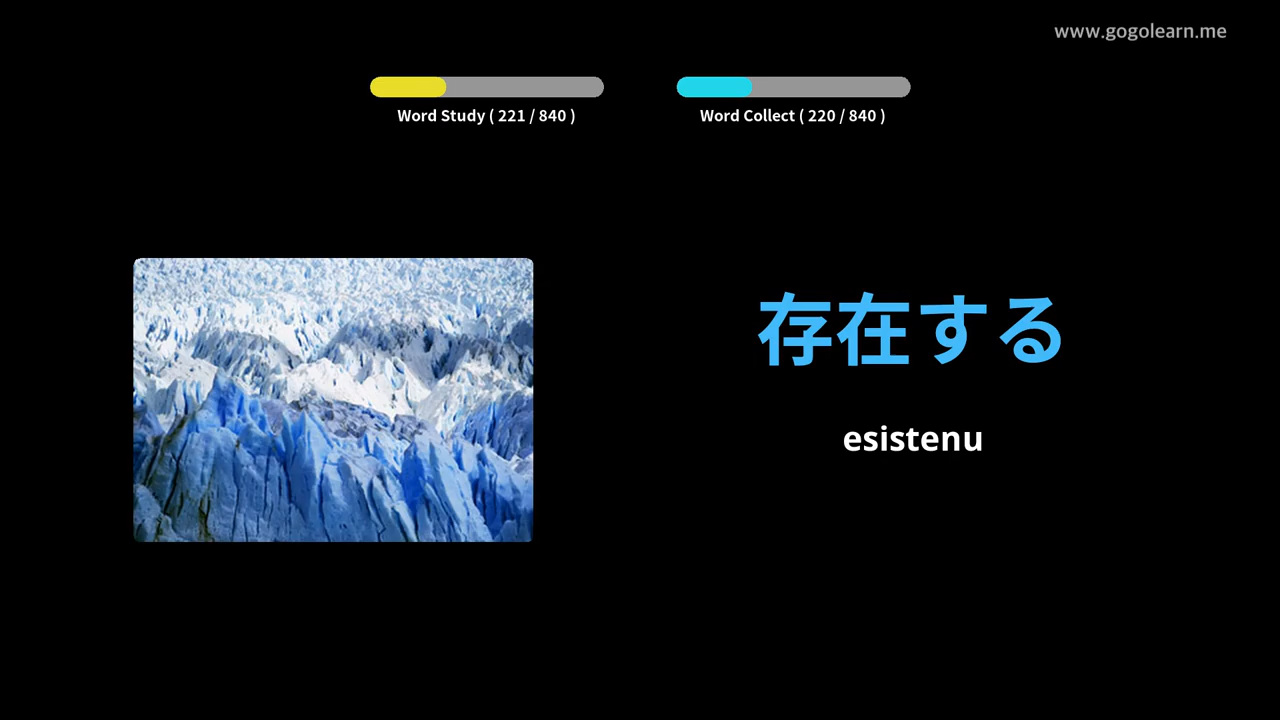 www.gogolearn.me
Word Study ( 221 / 840 )
Word Collect ( 220 / 840 )
存在する
esistenu